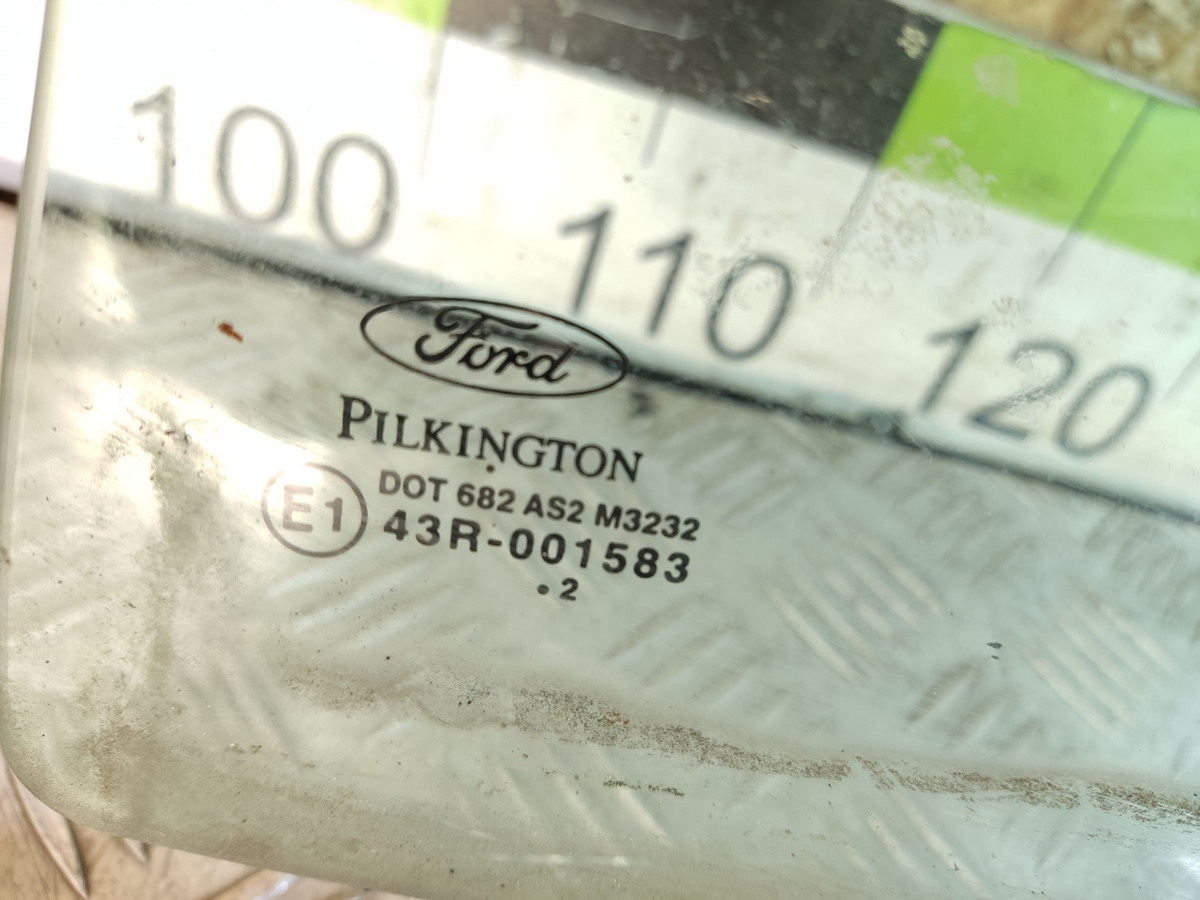 100 110 120
Ford
PILKINGTON
DOT 682 AS2 M3232
E1 43R-001583
.2